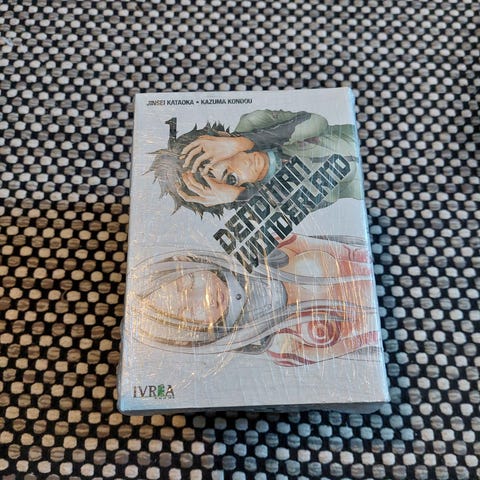 JINSEI KATAOKA • KAZUMA KONDOU
1
DEADMAN
WONDERLAND
IVREA